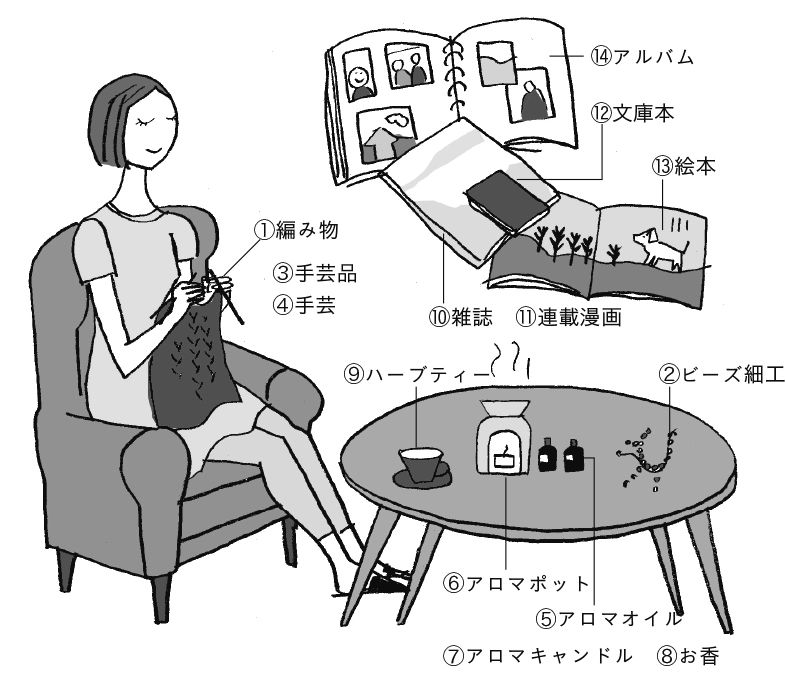 ⑭アルバム
⑫文庫本
⑬絵本
①編み物
③手芸品
④手芸
⑩雑誌 ⑪連載漫画
⑨ハーブティー
②ビーズ細工
⑥アロマポット
⑤アロマオイル
⑦アロマキャンドル ⑧お香